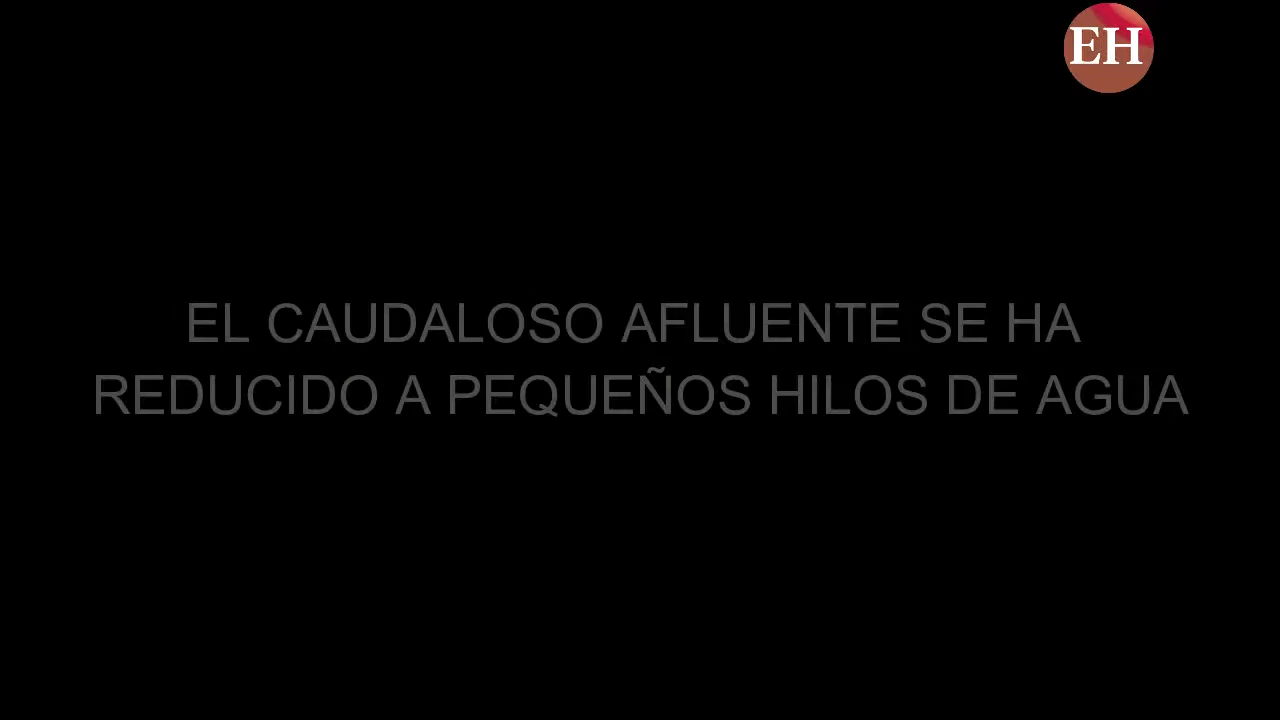 EH
EL CAUDALOSO AFLUENTE SE HA
REDUCIDO A PEQUEÑOS HILOS DE AGUA